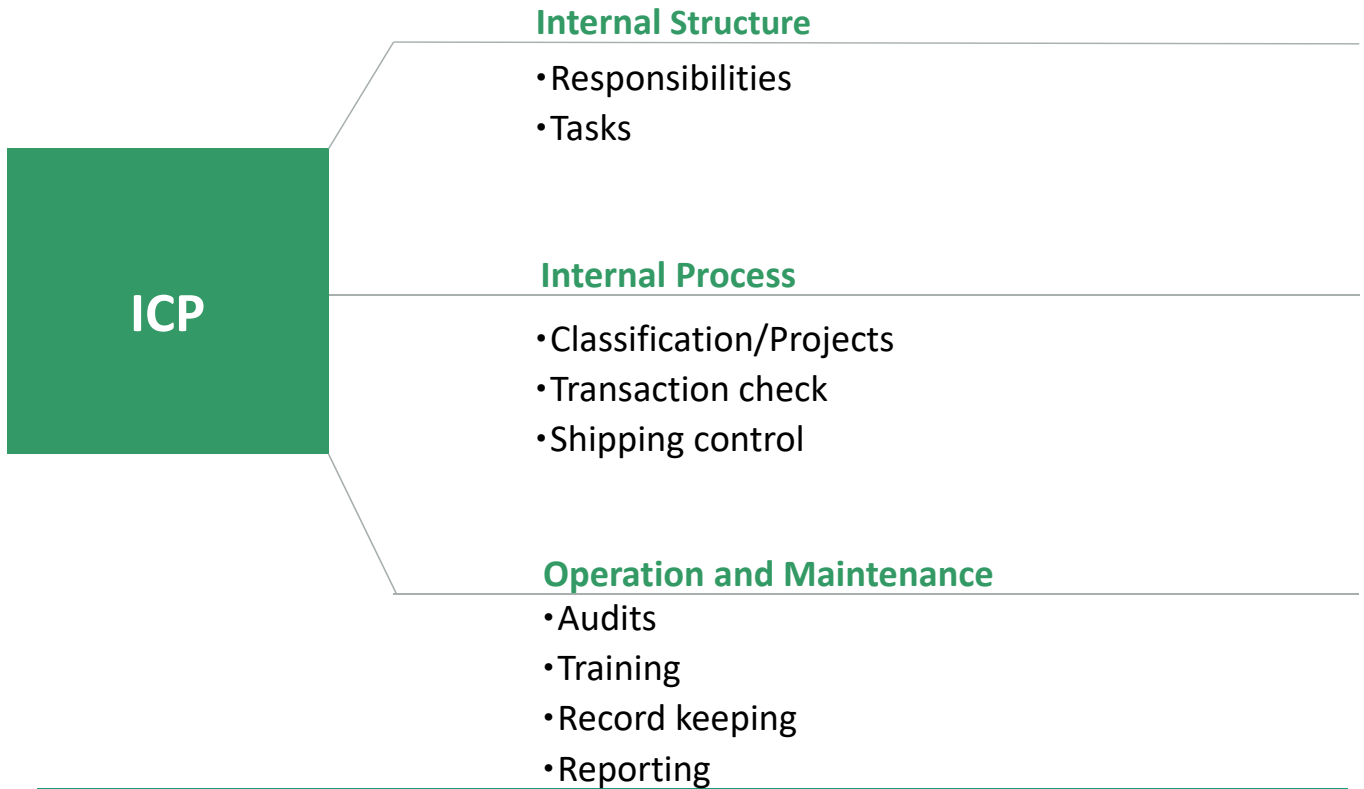 Internal Structure
・Responsibilities
・Tasks
ICP
Internal Process
・Classification/Projects
・Transaction check
・Shipping control
Operation and Maintenance
・Audits
・Training
・Record keeping
・Reporting